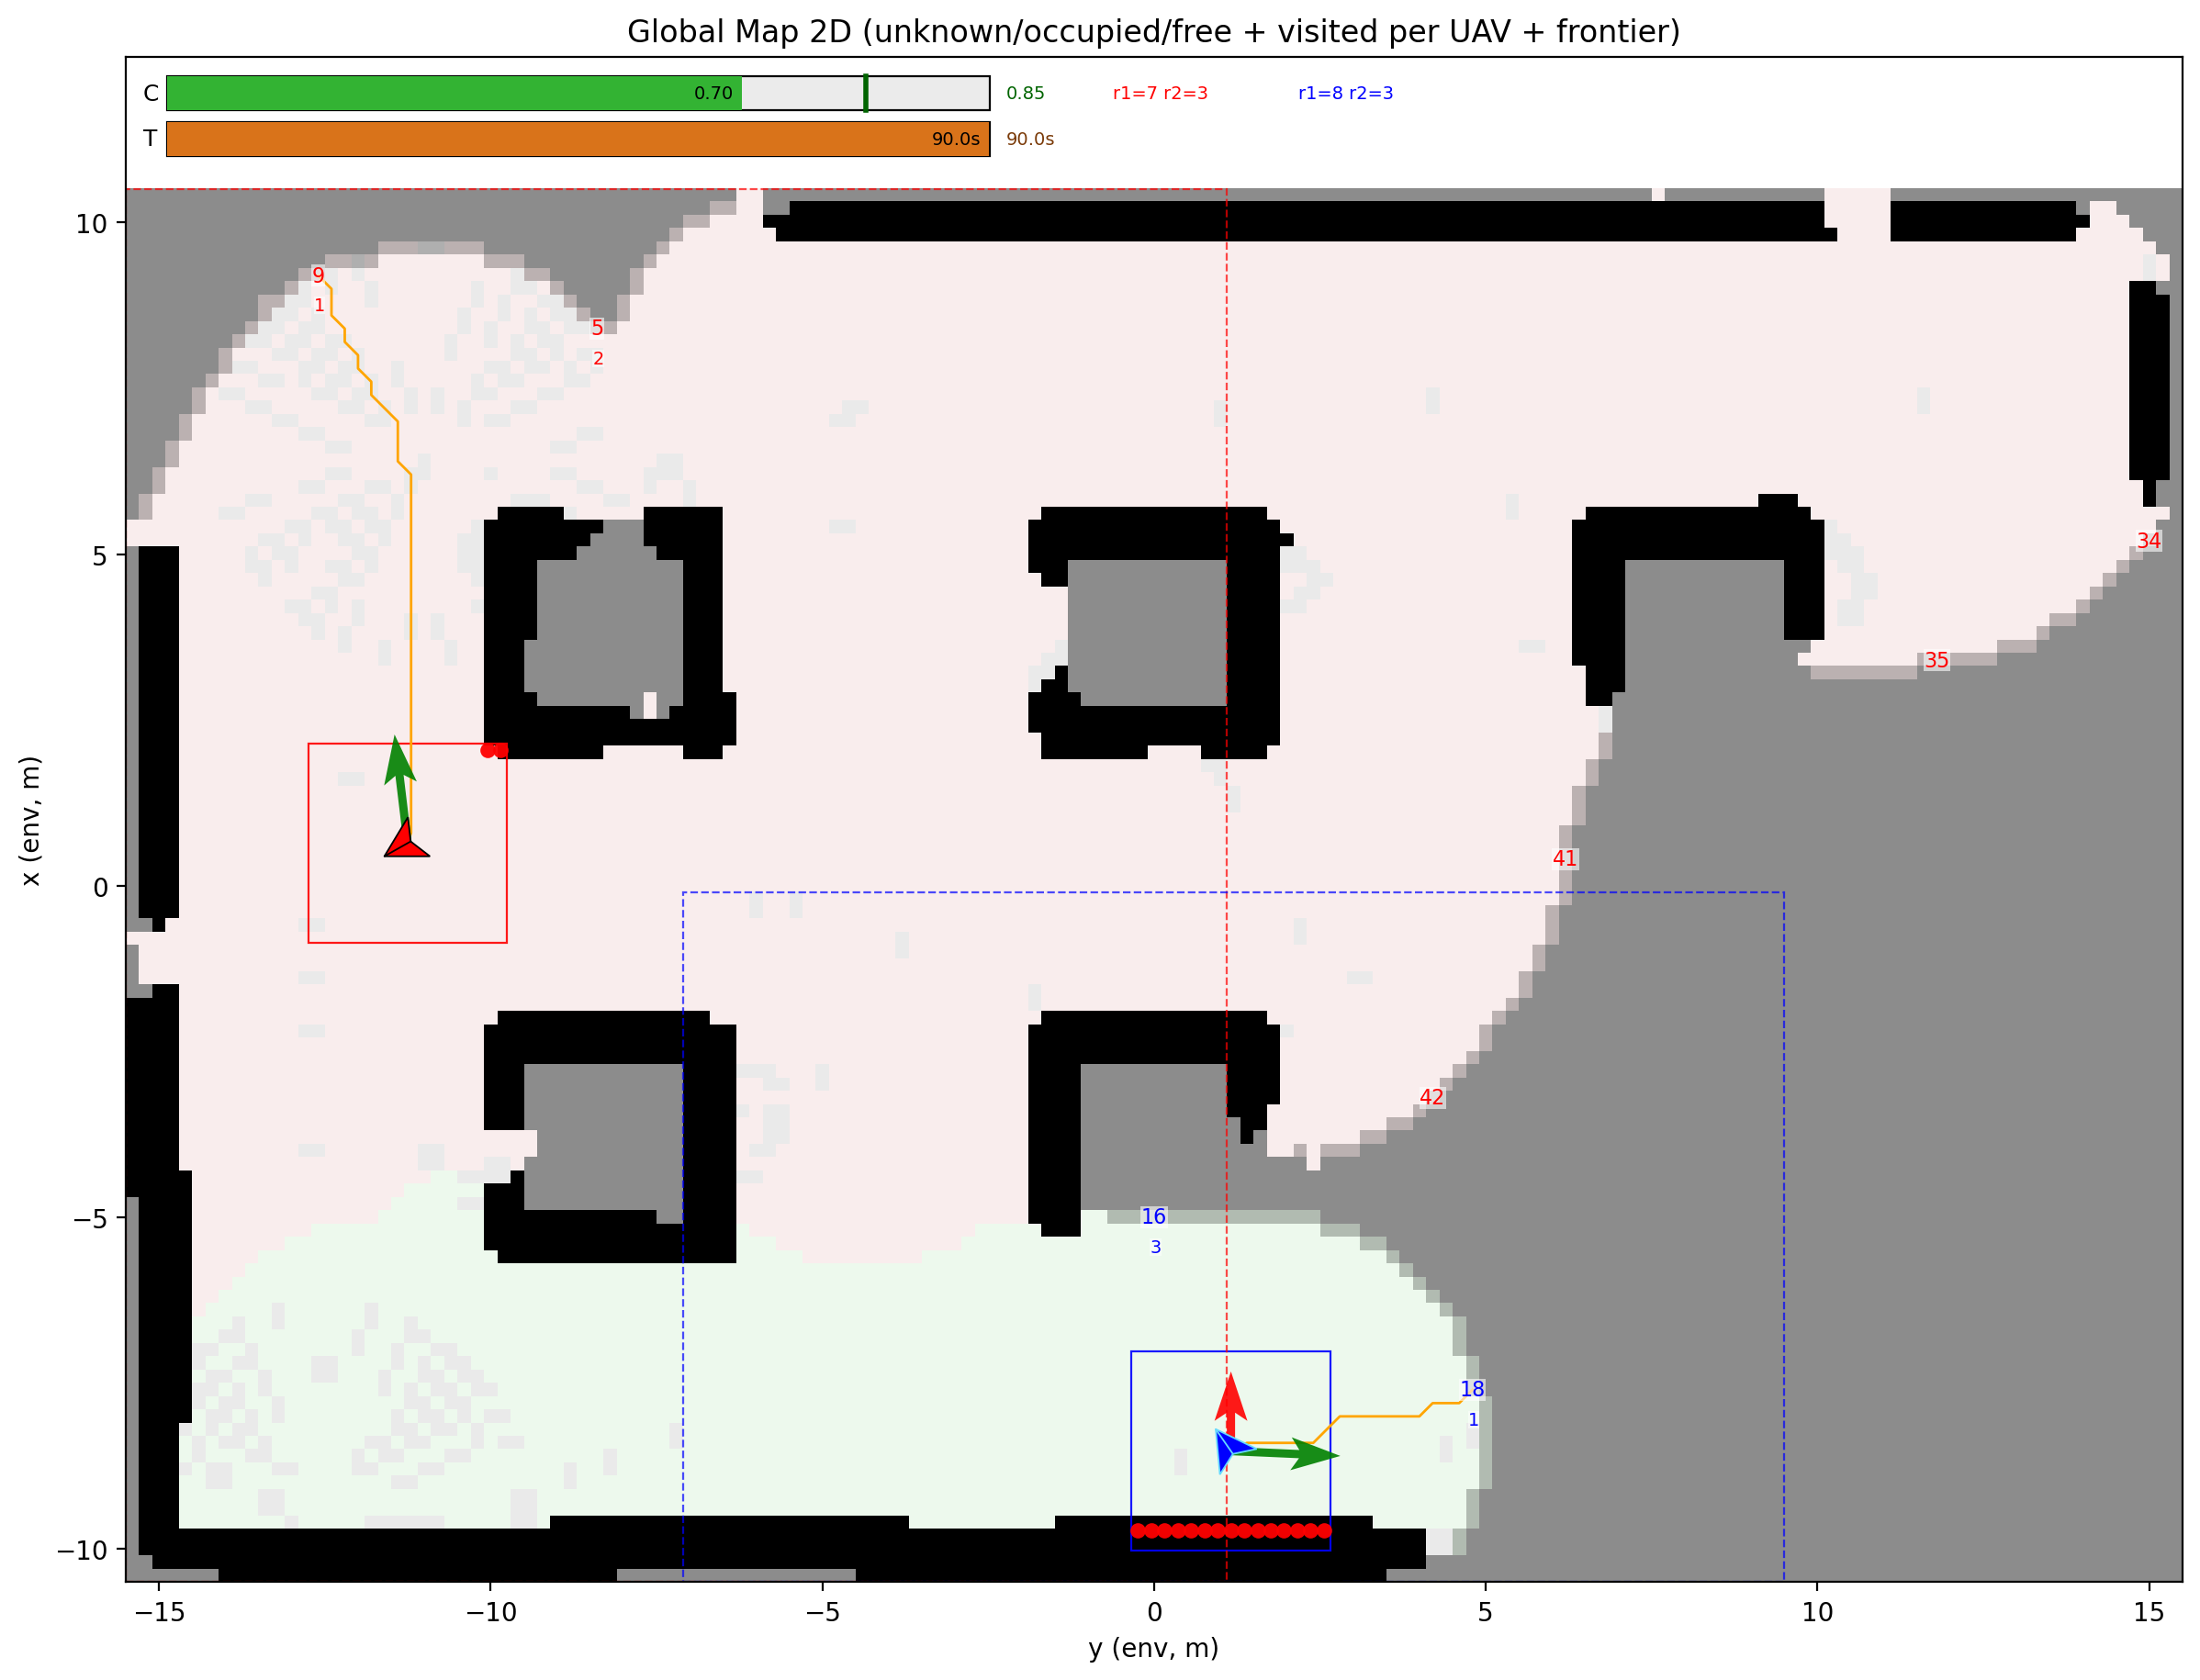 Global Map 2D (unknown/occupied/free + visited per UAV + frontier)
C 0.70 0.85 r1=7 r2=3 r1=8 r2=3
T 90.0s 90.0s
10
9
1
5
2
5
34
35
41
0
42
−5
16
3
18
1
−10
−15 −10 −5 0 5 10 15
y (env, m)
x (env, m)